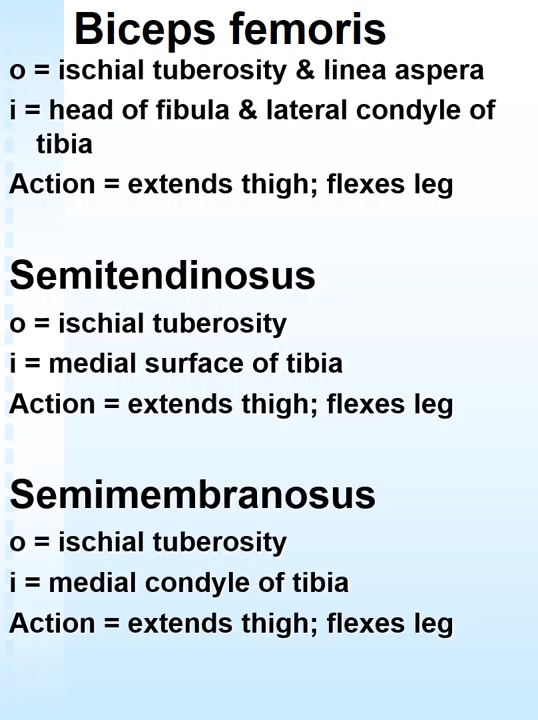 Biceps femoris
o = ischial tuberosity & linea aspera
i = head of fibula & lateral condyle of
tibia
Action = extends thigh; flexes leg
Semitendinosus
o = ischial tuberosity
i = medial surface of tibia
Action = extends thigh; flexes leg
Semimembranosus
o = ischial tuberosity
i = medial condyle of tibia
Action = extends thigh; flexes leg